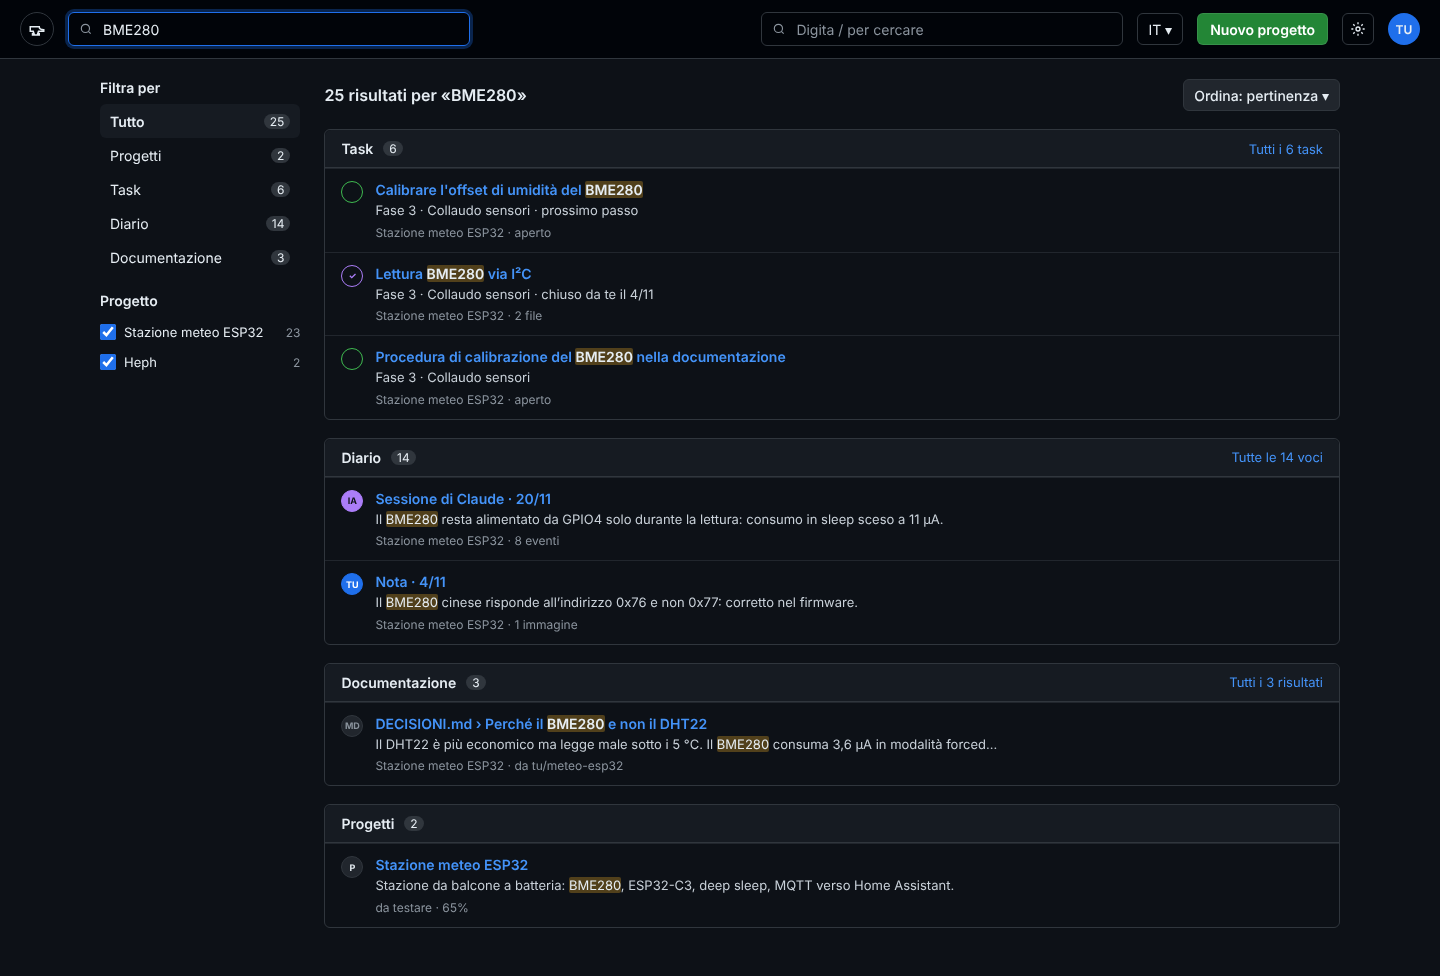 BME280
Digita / per cercare
IT ▾
Nuovo progetto
TU
Filtra per
Tutto 25
Progetti 2
Task 6
Diario 14
Documentazione 3
Progetto
Stazione meteo ESP32 23
Heph 2
25 risultati per «BME280»
Ordina: pertinenza ▾
Task 6
Tutti i 6 task
Calibrare l'offset di umidità del BME280
Fase 3 · Collaudo sensori · prossimo passo
Stazione meteo ESP32 · aperto
Lettura BME280 via I²C
Fase 3 · Collaudo sensori · chiuso da te il 4/11
Stazione meteo ESP32 · 2 file
Procedura di calibrazione del BME280 nella documentazione
Fase 3 · Collaudo sensori
Stazione meteo ESP32 · aperto
Diario 14
Tutte le 14 voci
IA
Sessione di Claude · 20/11
Il BME280 resta alimentato da GPIO4 solo durante la lettura: consumo in sleep sceso a 11 µA.
Stazione meteo ESP32 · 8 eventi
TU
Nota · 4/11
Il BME280 cinese risponde all’indirizzo 0x76 e non 0x77: corretto nel firmware.
Stazione meteo ESP32 · 1 immagine
Documentazione 3
Tutti i 3 risultati
MD
DECISIONI.md › Perché il BME280 e non il DHT22
Il DHT22 è più economico ma legge male sotto i 5 °C. Il BME280 consuma 3,6 µA in modalità forced…
Stazione meteo ESP32 · da tu/meteo-esp32
Progetti 2
P
Stazione meteo ESP32
Stazione da balcone a batteria: BME280, ESP32-C3, deep sleep, MQTT verso Home Assistant.
da testare · 65%